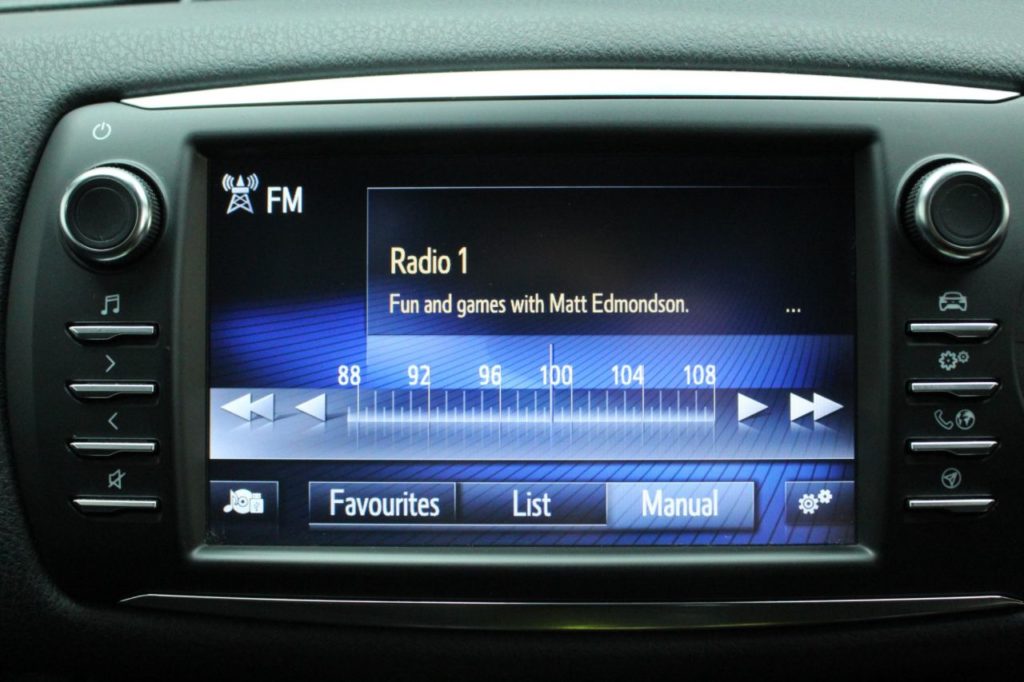 FM
Radio 1
Fun and games with Matt Edmondson.
...
88 92 96 100 104 108
Favourites List Manual